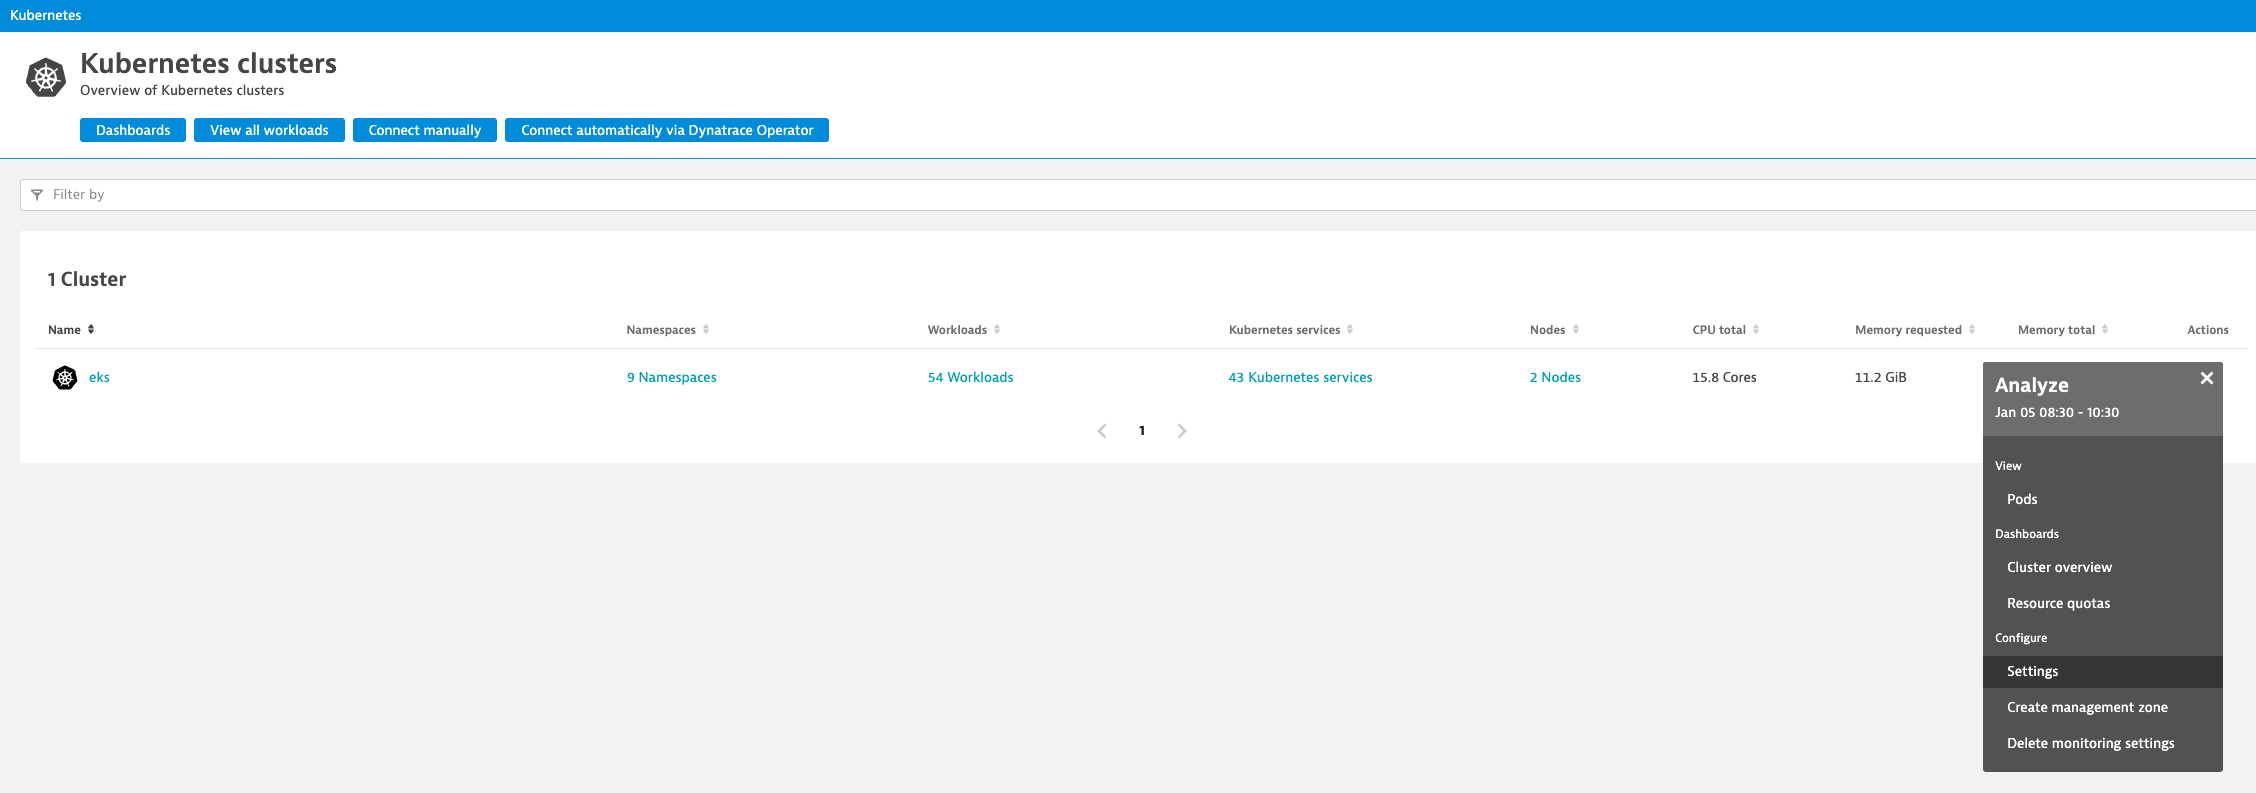 Kubernetes
Kubernetes clusters
Overview of Kubernetes clusters
Dashboards View all workloads Connect manually Connect automatically via Dynatrace Operator
Filter by
1 Cluster
Name Namespaces Workloads Kubernetes services Nodes CPU total Memory requested Memory total Actions
eks 9 Namespaces 54 Workloads 43 Kubernetes services 2 Nodes 15.8 Cores 11.2 GiB
1
Analyze
Jan 05 08:30 - 10:30
View
Pods
Dashboards
Cluster overview
Resource quotas
Configure
Settings
Create management zone
Delete monitoring settings